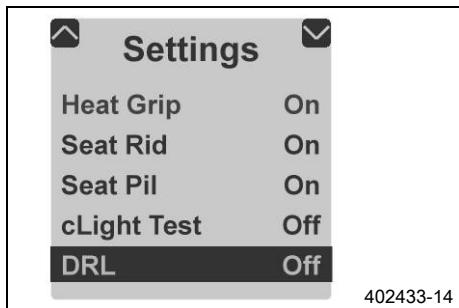 Settings
Heat Grip On
Seat Rid On
Seat Pil On
cLight Test Off
DRL Off
402433-14